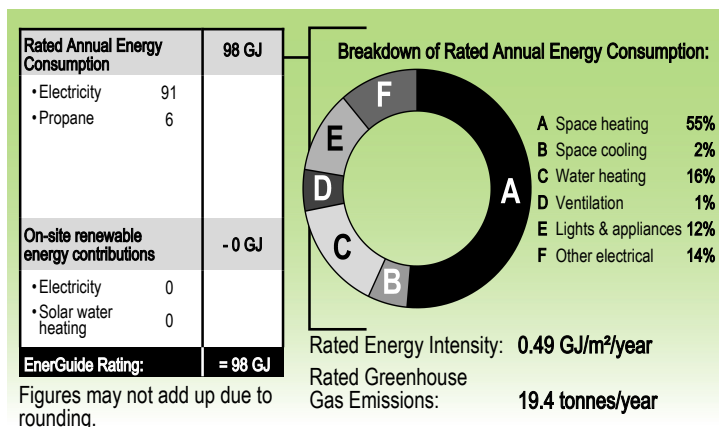 Rated Annual Energy
Consumption
98 GJ
• Electricity 91
• Propane 6
On-site renewable
energy contributions
- 0 GJ
• Electricity 0
• Solar water
heating
0
EnerGuide Rating: = 98 GJ
Figures may not add up due to
rounding.
Breakdown of Rated Annual Energy Consumption:
F
E
D
C
B
A
A Space heating 55%
B Space cooling 2%
C Water heating 16%
D Ventilation 1%
E Lights & appliances 12%
F Other electrical 14%
Rated Energy Intensity: 0.49 GJ/m²/year
Rated Greenhouse
Gas Emissions: 19.4 tonnes/year